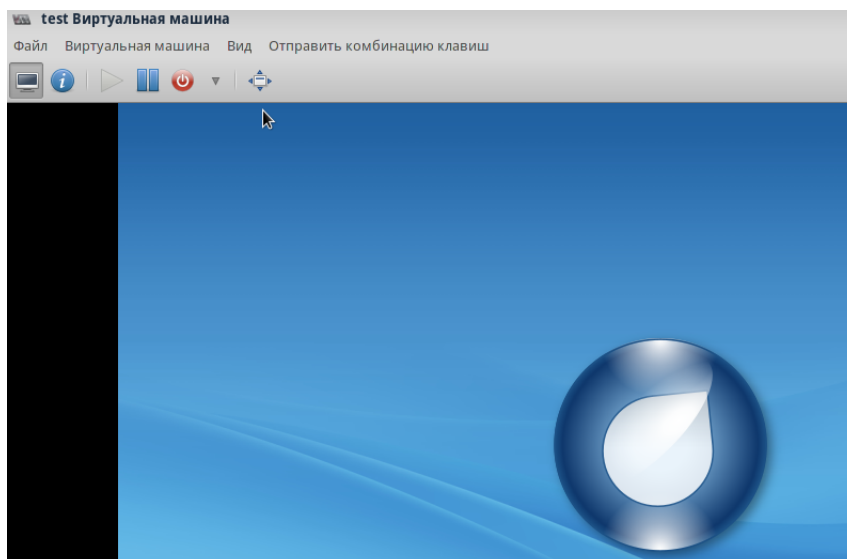 test Виртуальная машина
Файл Виртуальная машина Вид Отправить комбинацию клавиш